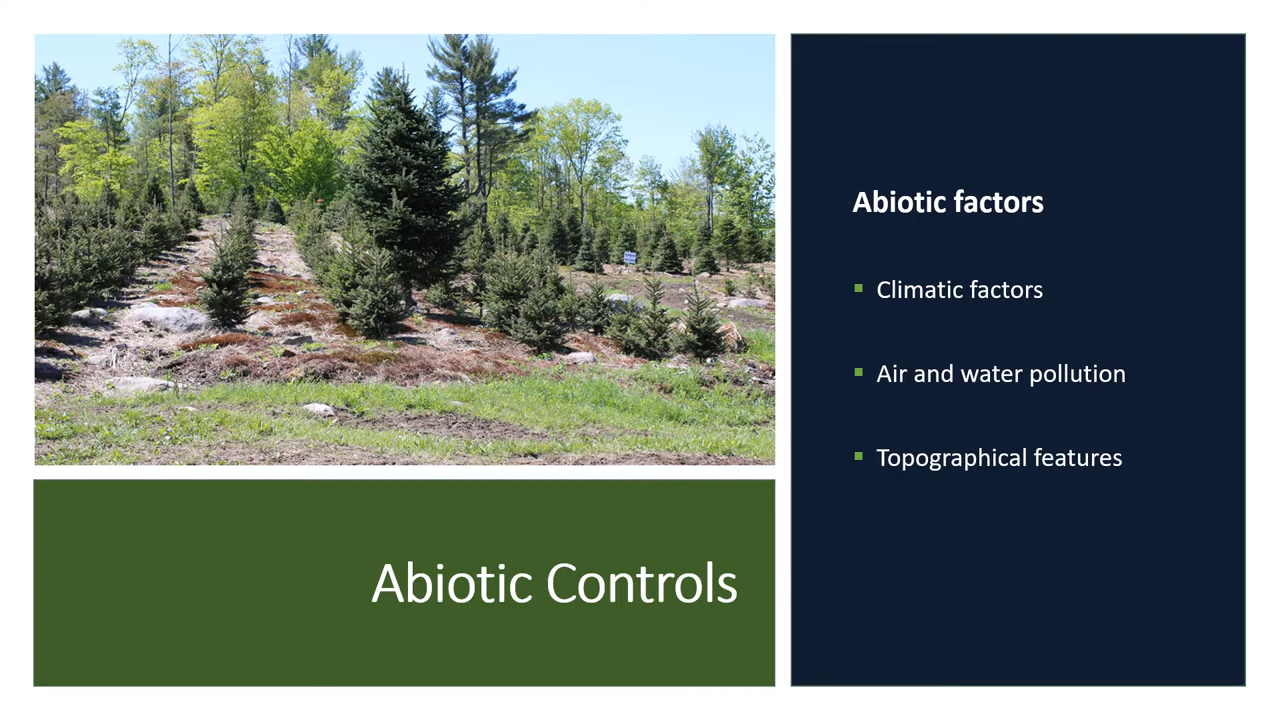 Abiotic Controls
Abiotic factors
Climatic factors
Air and water pollution
Topographical features